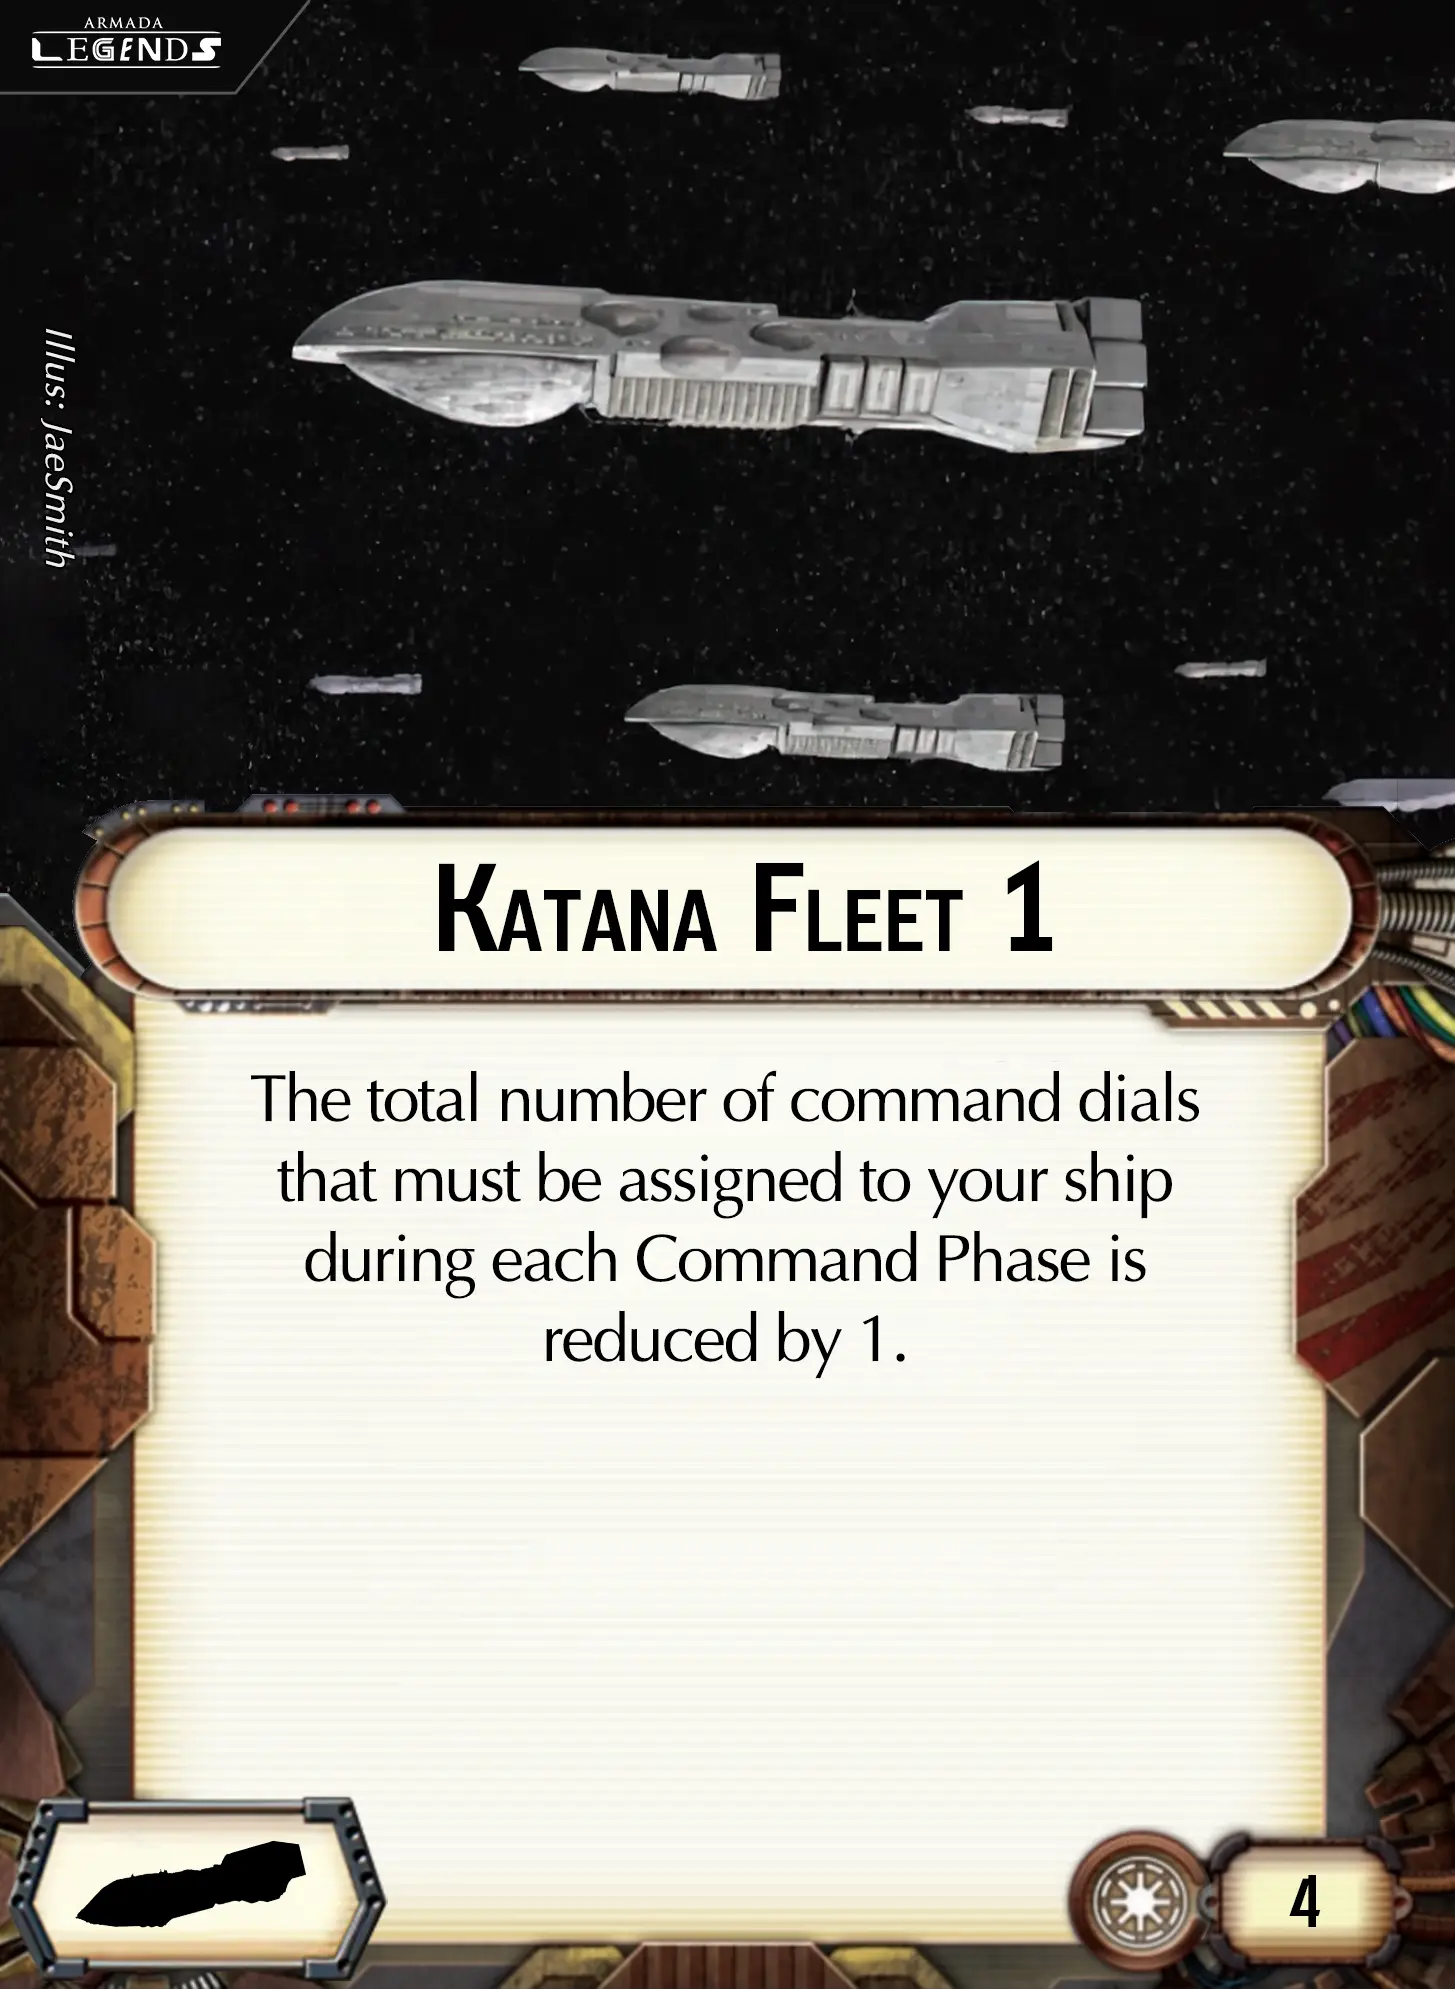 ARMADA
LEGENDS
Illus: JaeSmith
Katana Fleet 1
The total number of command dials
that must be assigned to your ship
during each Command Phase is
reduced by 1.
4